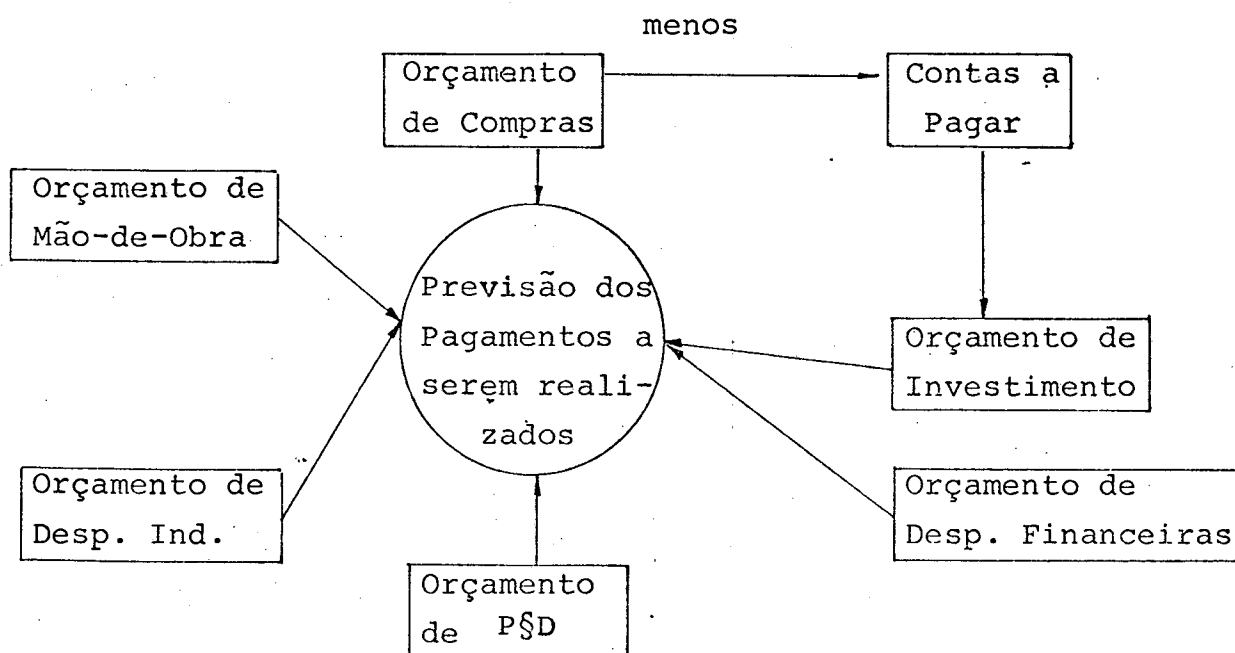 menos
Orçamento
de Compras
Contas a
Pagar
Orçamento de
Mão-de-Obra
Previsão dos
Pagamentos a
serem reali-
zados
Orçamento de
Investimento
Orçamento de
Desp. Ind.
Orçamento de
Desp. Financeiras
Orçamento
de P§D